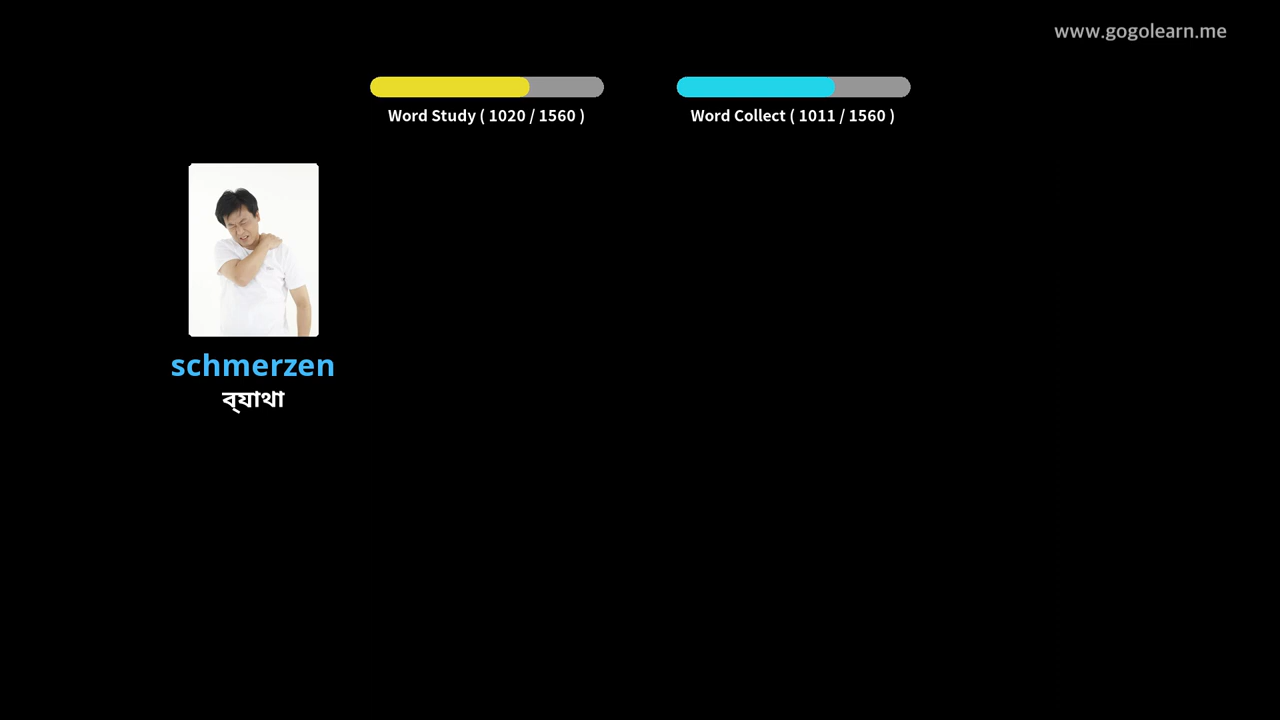 www.gogolearn.me
Word Study ( 1020 / 1560 )
Word Collect ( 1011 / 1560 )
schmerzen
ব্যাথা